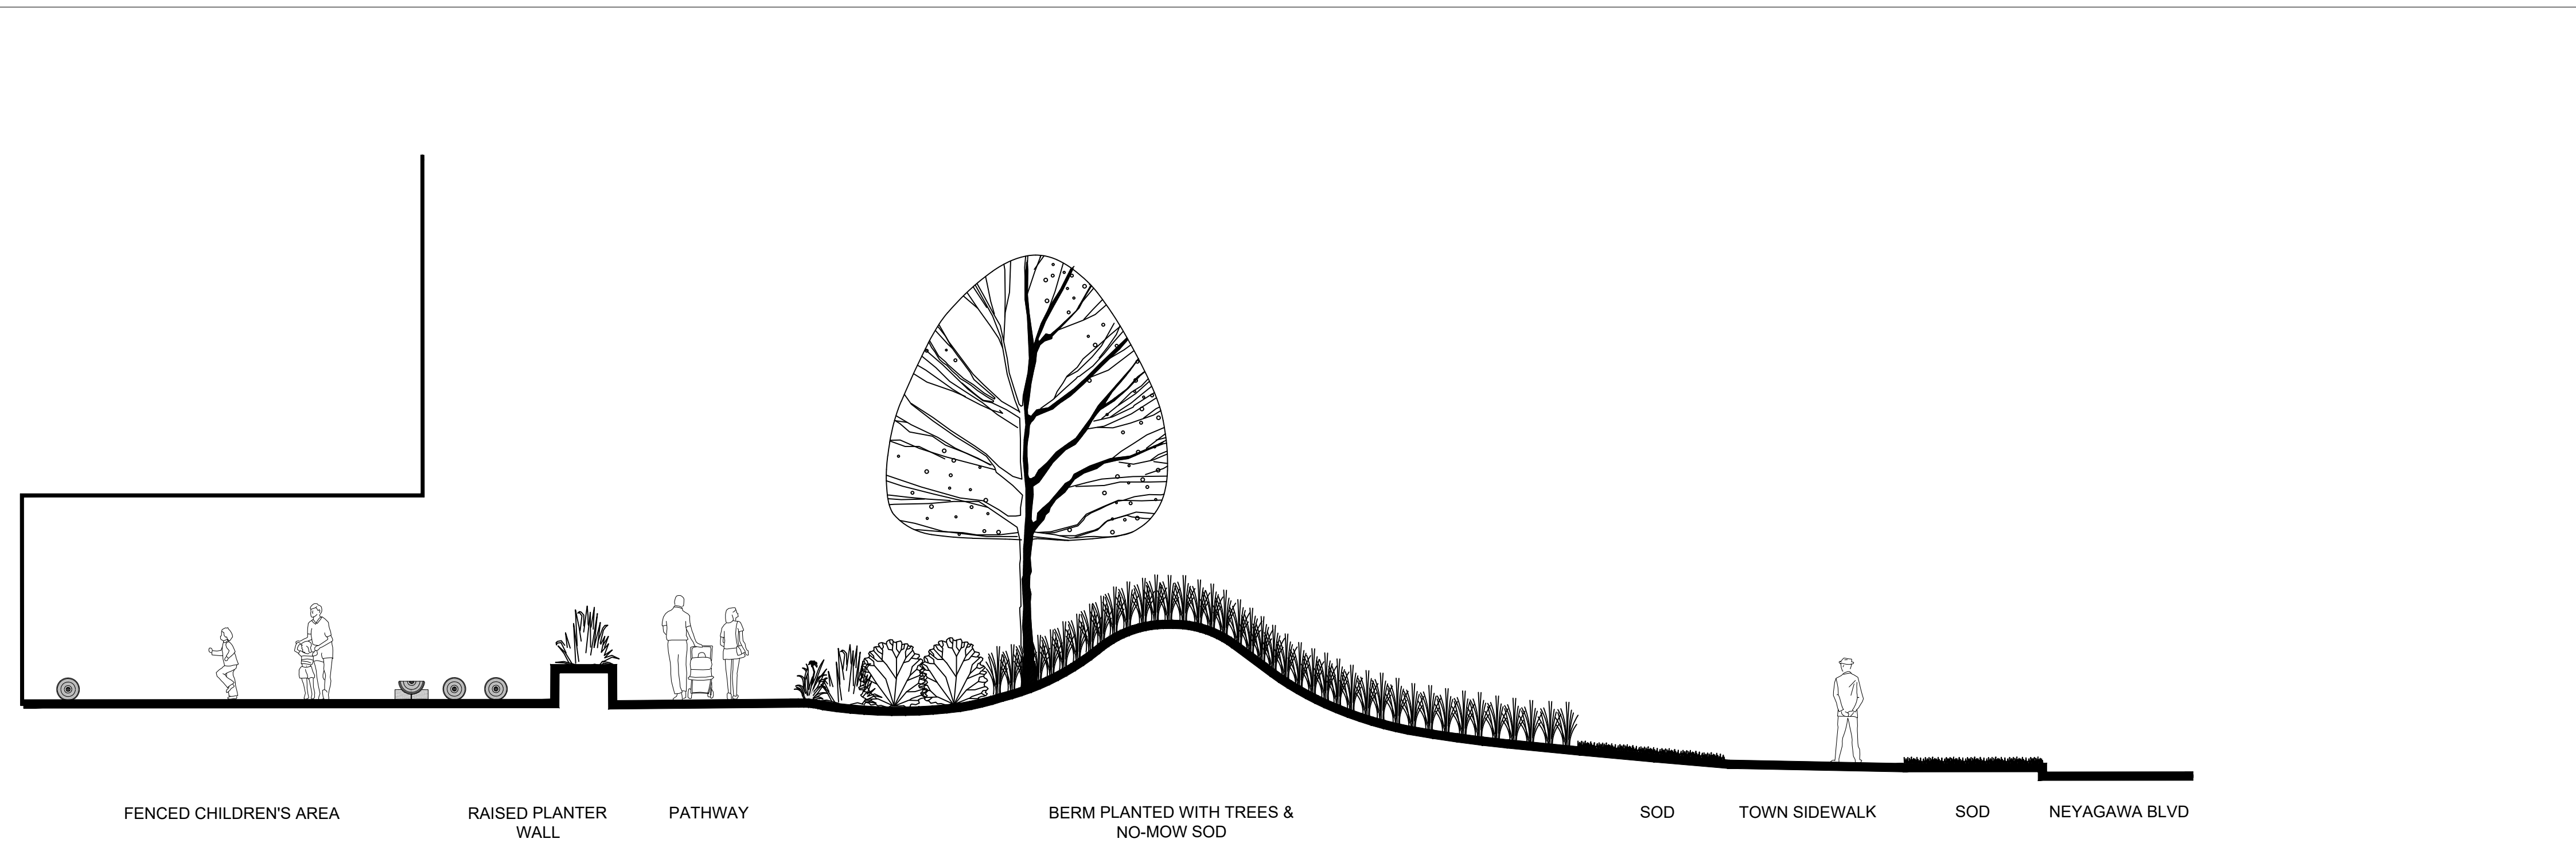 FENCED CHILDREN'S AREA
RAISED PLANTER
WALL
PATHWAY
BERM PLANTED WITH TREES &
NO-MOW SOD
SOD
TOWN SIDEWALK
SOD
NEYAGAWA BLVD